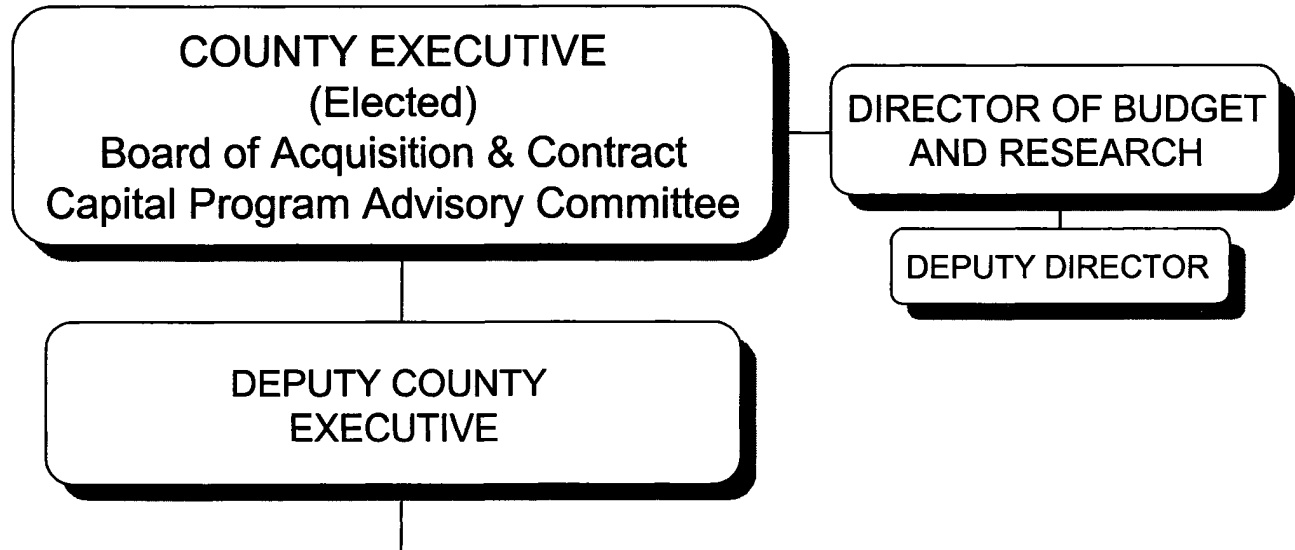 COUNTY EXECUTIVE
(Elected)
Board of Acquisition & Contract
Capital Program Advisory Committee
DIRECTOR OF BUDGET
AND RESEARCH
DEPUTY DIRECTOR
DEPUTY COUNTY
EXECUTIVE